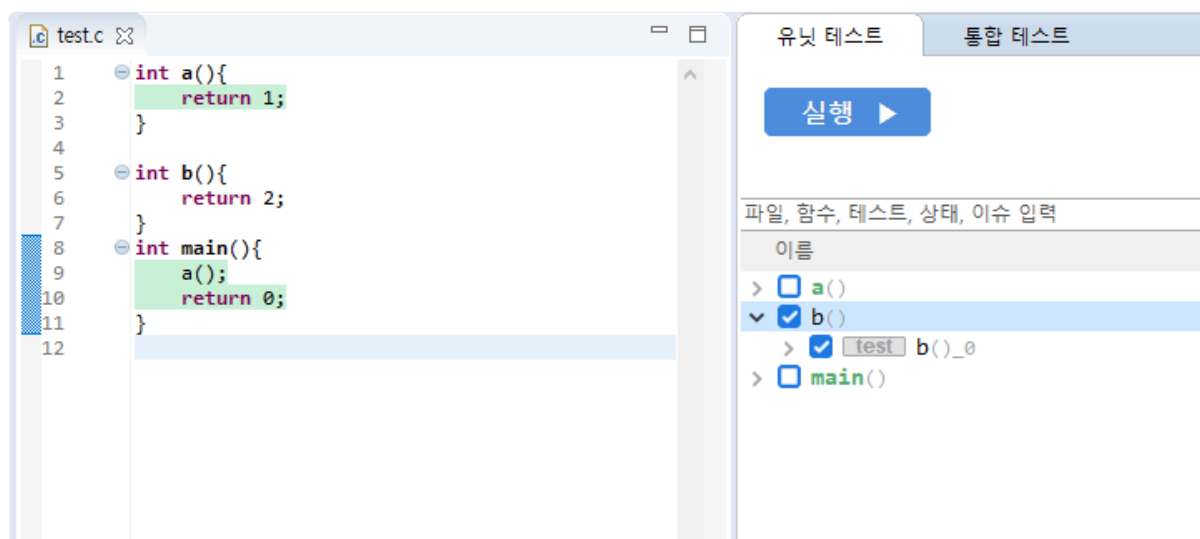 test.c
1 int a(){
2 return 1;
3 }
4
5 int b(){
6 return 2;
7 }
8 int main(){
9 a();
10 return 0;
11 }
12
유닛 테스트 통합 테스트
실행
파일, 함수, 테스트, 상태, 이슈 입력
이름
a()
b()
test b()_0
main()